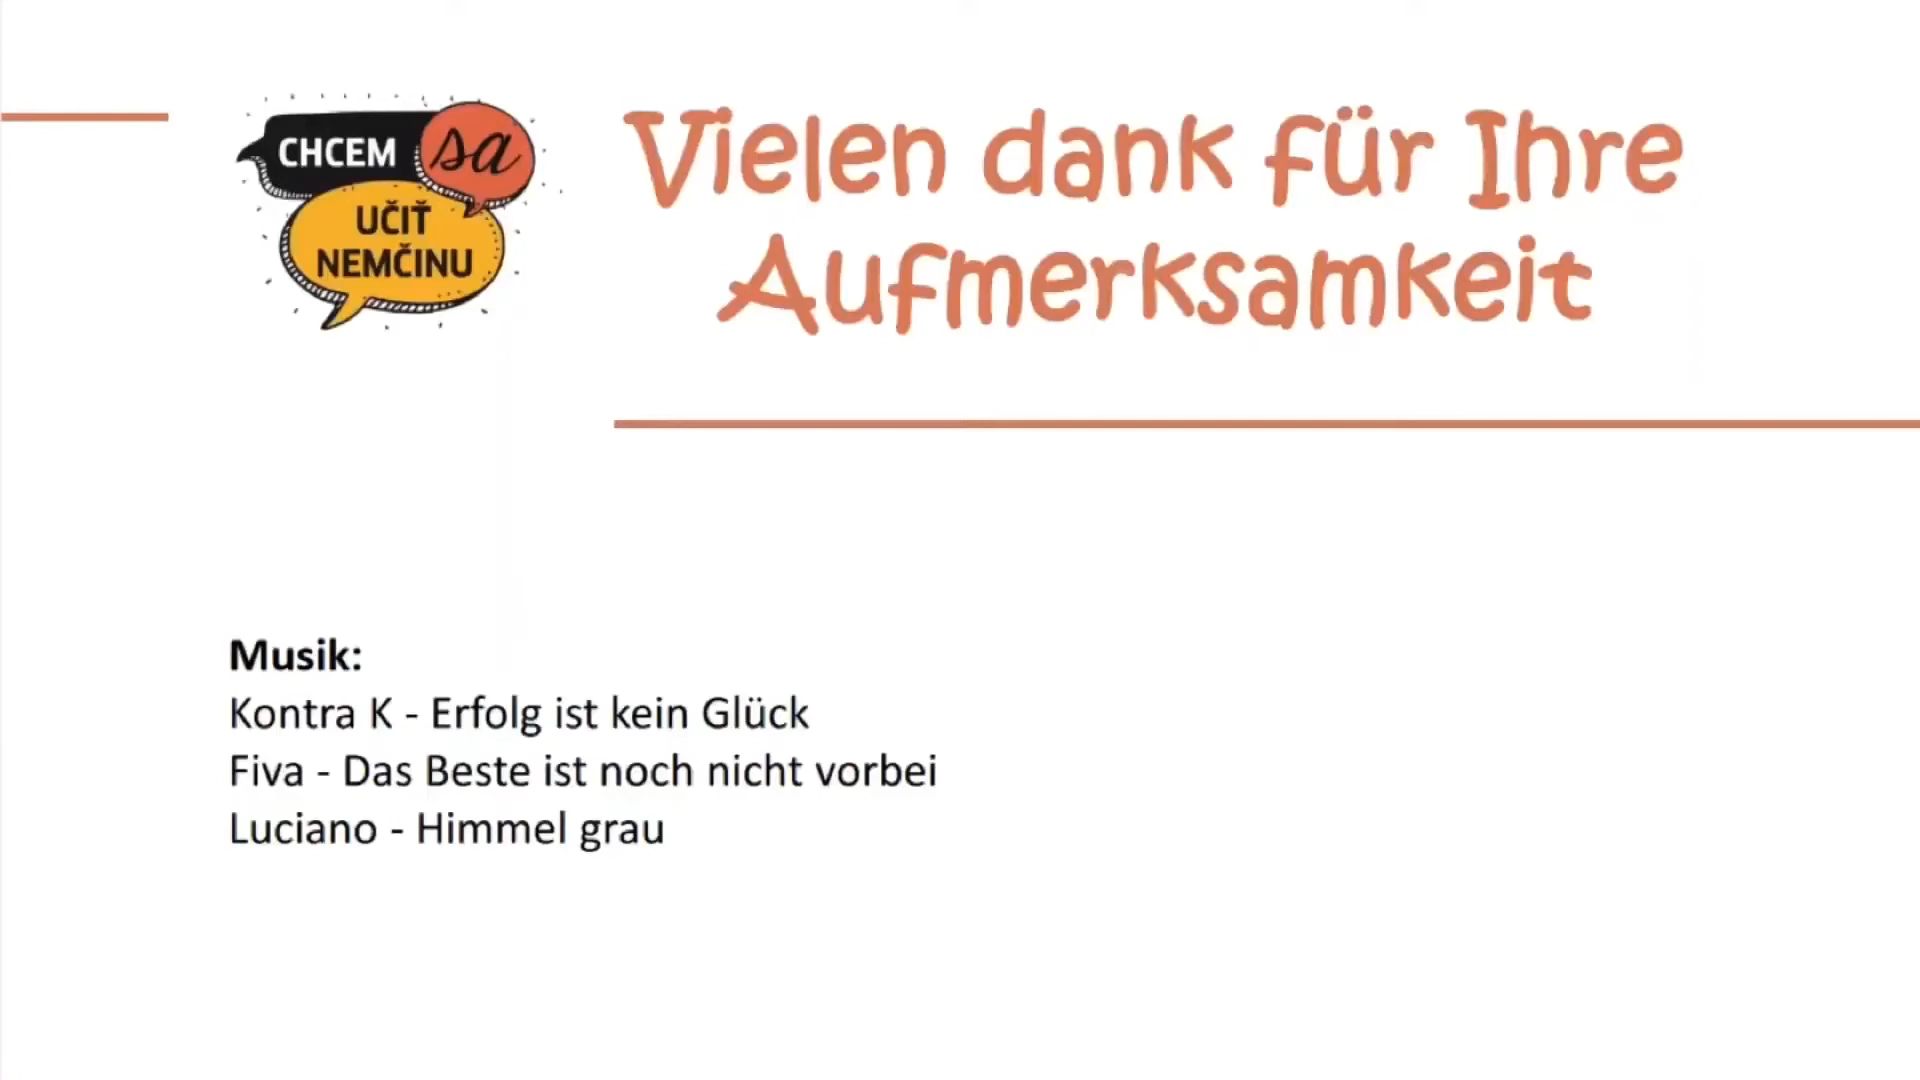 CHCEM sa
UČIŤ
NEMČINU
Vielen dank für Ihre
Aufmerksamkeit
Musik:
Kontra K - Erfolg ist kein Glück
Fiva - Das Beste ist noch nicht vorbei
Luciano - Himmel grau